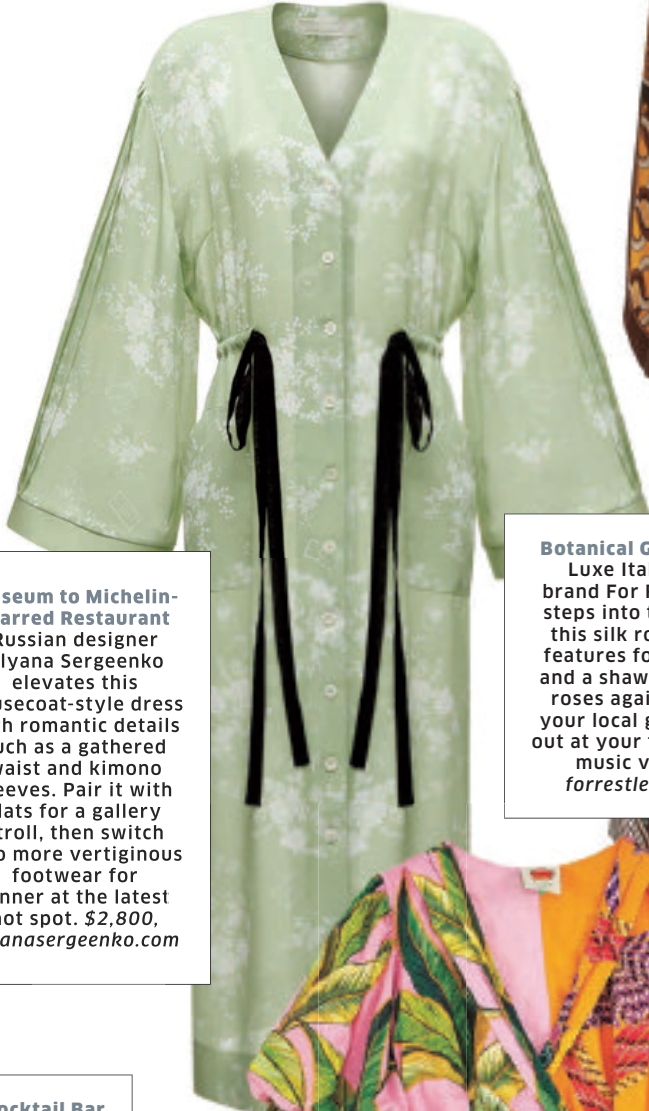 seum to Michelin-
arred Restaurant
Russian designer
lyana Sergeenko
elevates this
usecoat-style dress
h romantic details
uch as a gathered
waist and kimono
eeves. Pair it with
lats for a gallery
troll, then switch
o more vertiginous
footwear for
nner at the latest
hot spot. $2,800,
anasergeenko.com
Botanical G
Luxe Ital
brand For
steps into t
this silk ro
features fo
and a shaw
roses agai
your local g
out at your
music v
forrestle
ocktail Bar